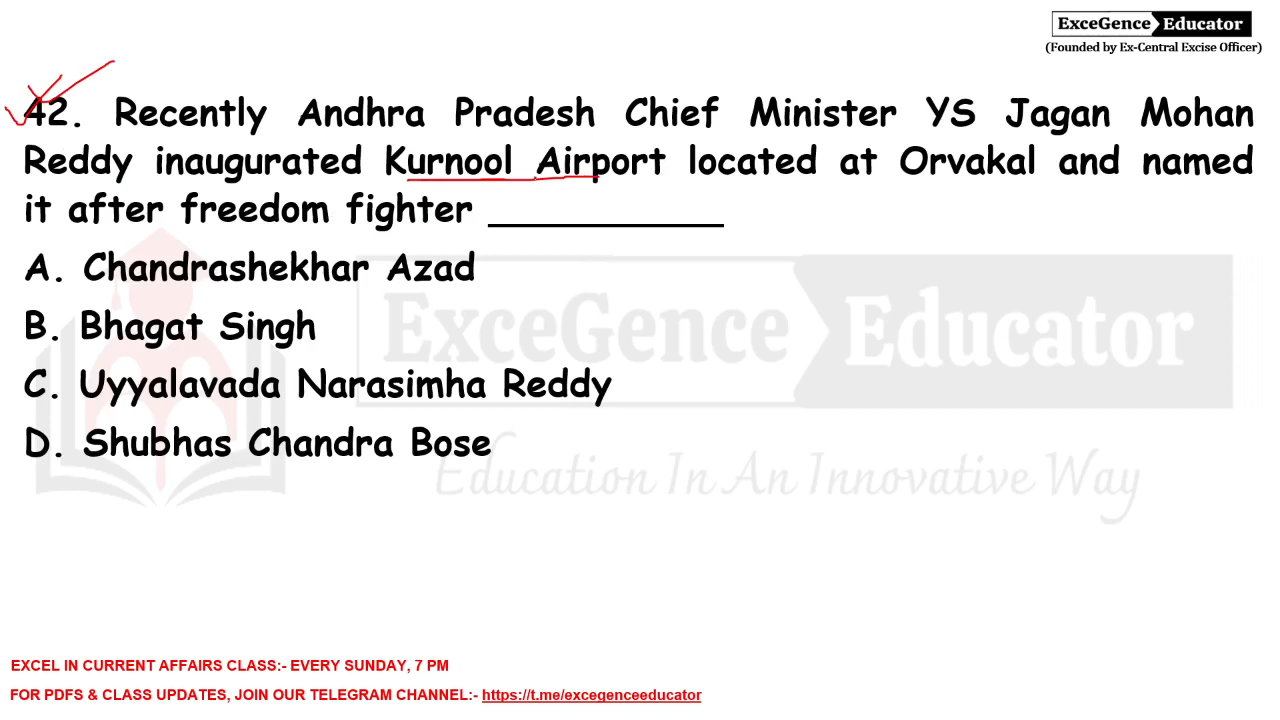 ExceGence Educator
(Founded by Ex-Central Excise Officer)
42. Recently Andhra Pradesh Chief Minister YS Jagan Mohan
Reddy inaugurated Kurnool Airport located at Orvakal and named
it after freedom fighter ____________
A. Chandrashekhar Azad
B. Bhagat Singh
C. Uyyalavada Narasimha Reddy
D. Shubhas Chandra Bose
ExceGence Educator
Education In An Innovative Way
EXCEL IN CURRENT AFFAIRS CLASS:- EVERY SUNDAY, 7 PM
FOR PDFS & CLASS UPDATES, JOIN OUR TELEGRAM CHANNEL:- https://t.me/excegenceeducator